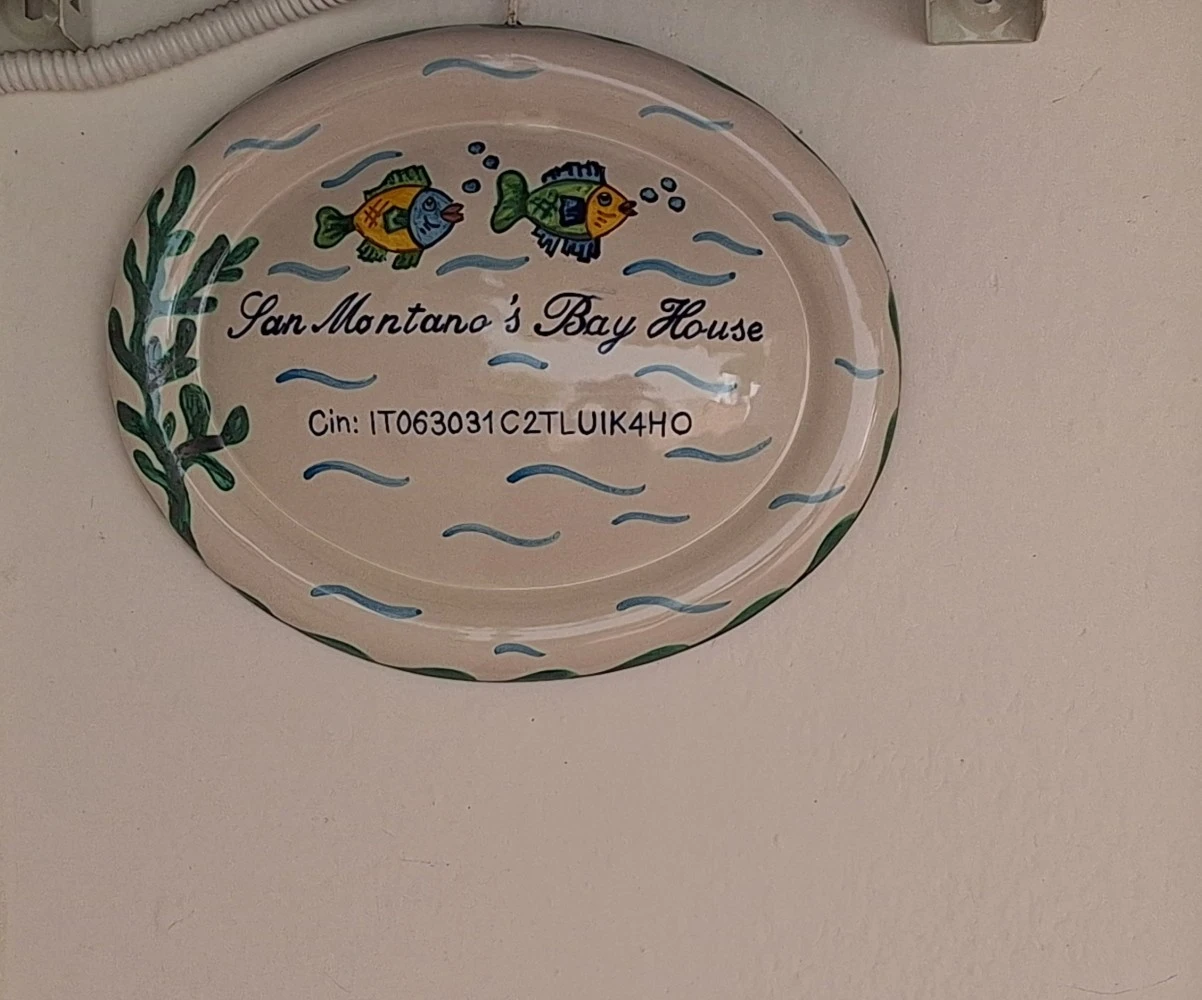 San Montano's Bay House
Cin: IT063031C2TLUIK4HO